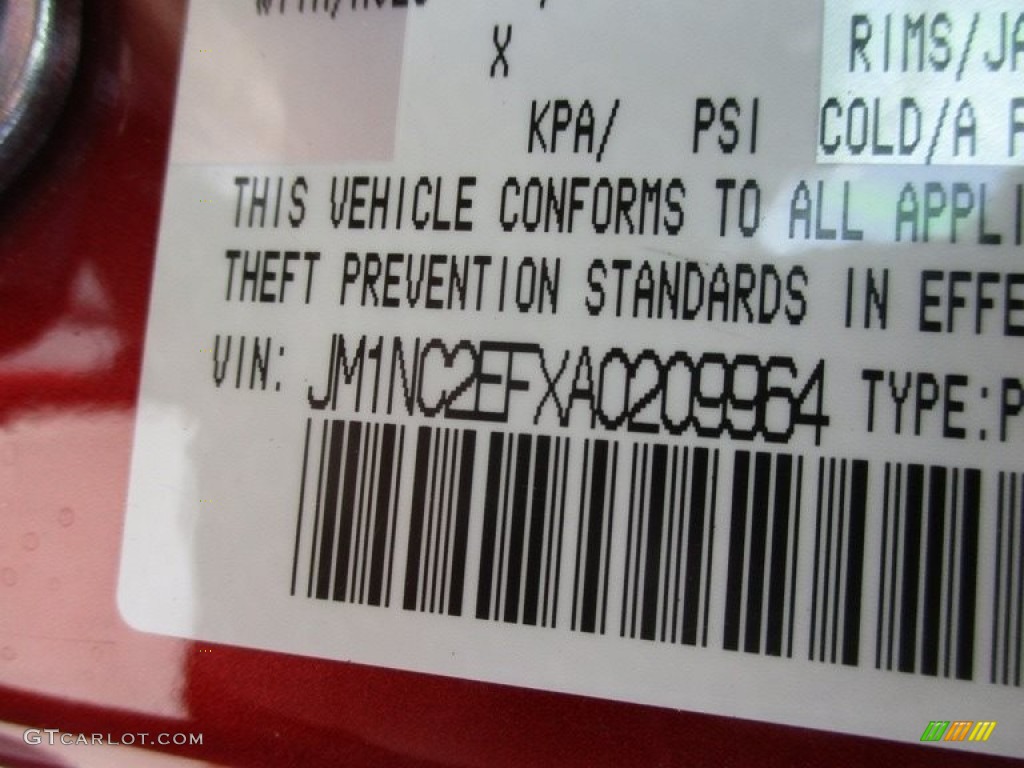 X RIMS/JA
KPA/ PSI COLD/A
THIS VEHICLE CONFORMS TO ALL APPLI
THEFT PREVENTION STANDARDS IN EFFE
VIN: JM1NC2EFXA0209964 TYPE:P
GTCARLOT.COM